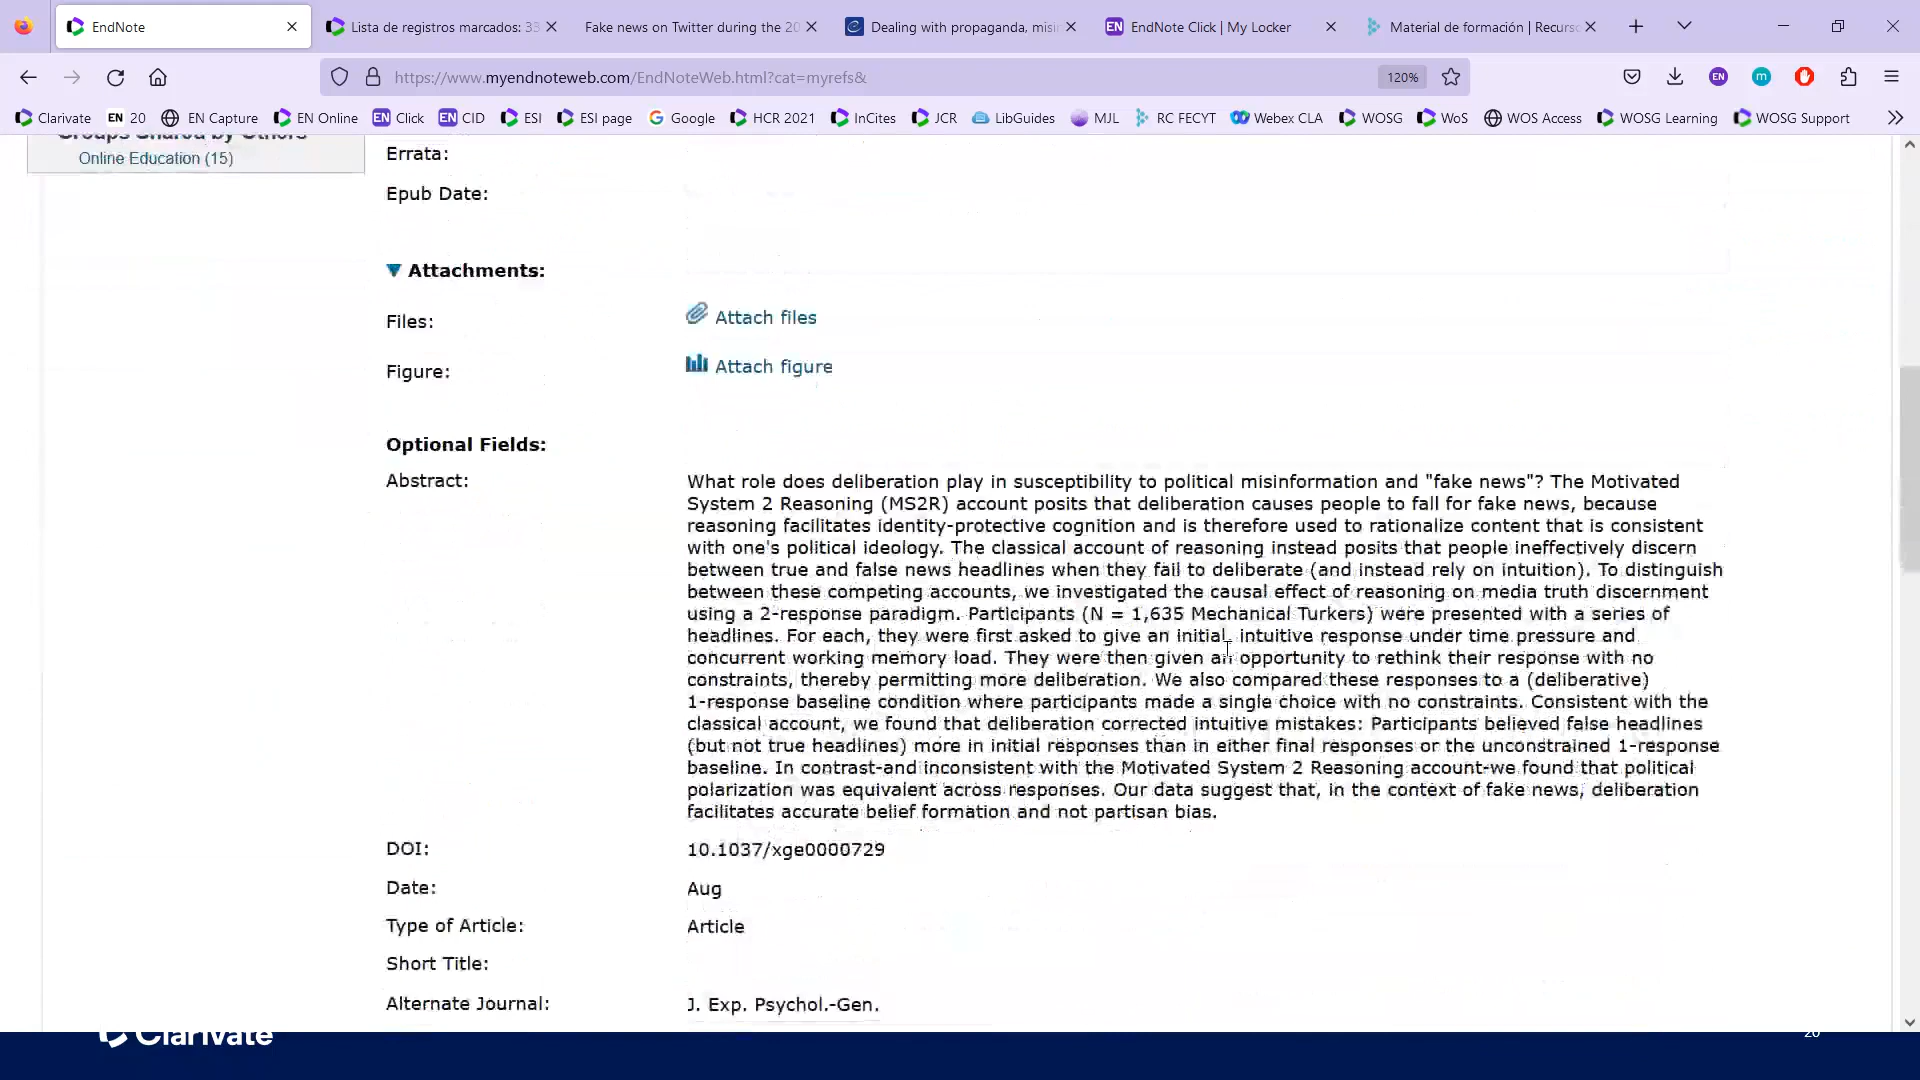 EndNote
Lista de registros marcados: 33
Fake news on Twitter during the 20
Dealing with propaganda, misin
EN EndNote Click | My Locker
Material de formación | Recurso
https://www.myendnoteweb.com/EndNoteWeb.html?cat=myrefs&
120%
EN
m
Clarivate
EN 20
EN Capture
EN Online
EN Click
EN CID
ESI
ESI page
Google
HCR 2021
InCites
JCR
LibGuides
MJL
RC FECYT
Webex CLA
WOSG
WoS
WOS Access
WOSG Learning
WOSG Support
Groups Shared by Others
Online Education (15)
Errata:
Epub Date:
Attachments:
Files: Attach files
Figure: Attach figure
Optional Fields:
Abstract: What role does deliberation play in susceptibility to political misinformation and "fake news"? The Motivated
System 2 Reasoning (MS2R) account posits that deliberation causes people to fall for fake news, because
reasoning facilitates identity-protective cognition and is therefore used to rationalize content that is consistent
with one's political ideology. The classical account of reasoning instead posits that people ineffectively discern
between true and false news headlines when they fail to deliberate (and instead rely on intuition). To distinguish
between these competing accounts, we investigated the causal effect of reasoning on media truth discernment
using a 2-response paradigm. Participants (N = 1,635 Mechanical Turkers) were presented with a series of
headlines. For each, they were first asked to give an initial, intuitive response under time pressure and
concurrent working memory load. They were then given an opportunity to rethink their response with no
constraints, thereby permitting more deliberation. We also compared these responses to a (deliberative)
1-response baseline condition where participants made a single choice with no constraints. Consistent with the
classical account, we found that deliberation corrected intuitive mistakes: Participants believed false headlines
(but not true headlines) more in initial responses than in either final responses or the unconstrained 1-response
baseline. In contrast-and inconsistent with the Motivated System 2 Reasoning account-we found that political
polarization was equivalent across responses. Our data suggest that, in the context of fake news, deliberation
facilitates accurate belief formation and not partisan bias.
DOI: 10.1037/xge0000729
Date: Aug
Type of Article: Article
Short Title:
Alternate Journal: J. Exp. Psychol.-Gen.
Clarivate
20